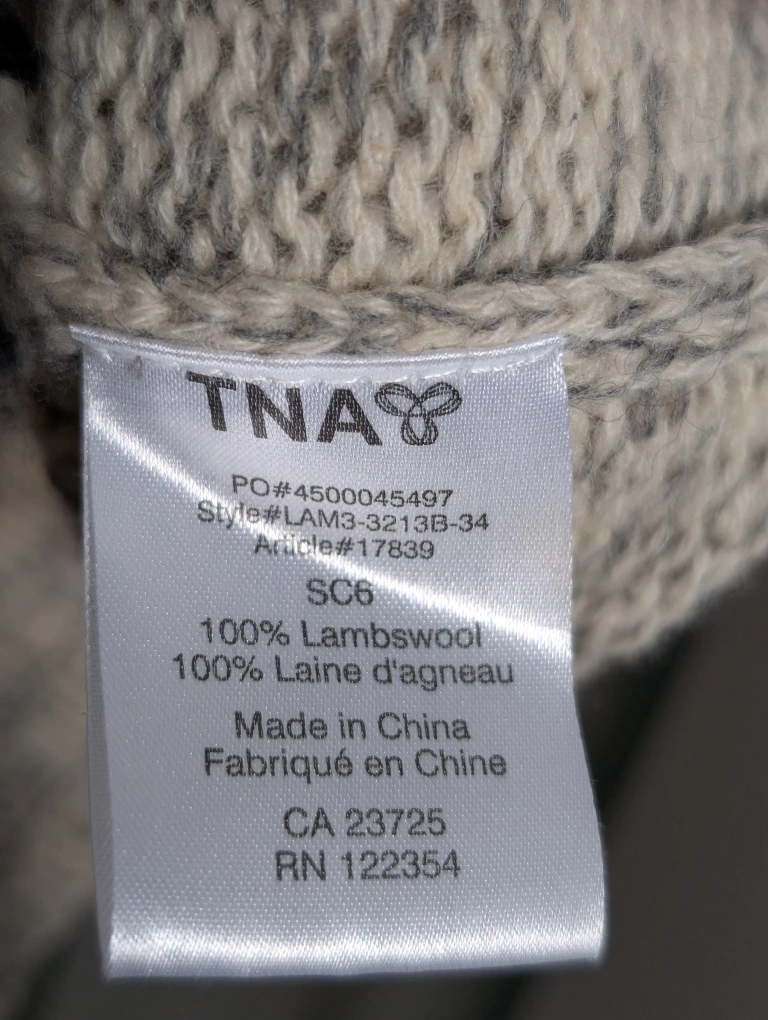 TNA
PO#4500045497
Style#LAM3-3213B-34
Article#17839
SC6
100% Lambswool
100% Laine d'agneau
Made in China
Fabriqué en Chine
CA 23725
RN 122354